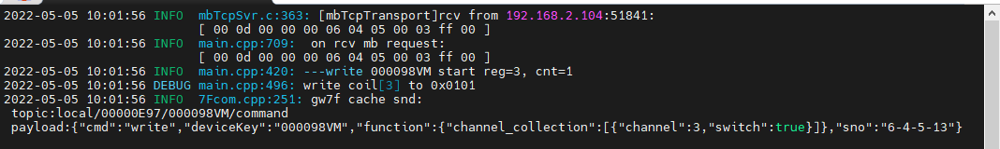 2022-05-05 10:01:56 INFO  mbTcpSvr.c:363: [mbTcpTransport]rcv from 192.168.2.104:51841:
[ 00 0d 00 00 00 06 04 05 00 03 ff 00 ]
2022-05-05 10:01:56 INFO  main.cpp:709:  on rcv mb request:
[ 00 0d 00 00 00 06 04 05 00 03 ff 00 ]
2022-05-05 10:01:56 INFO  main.cpp:420: ---write 000098VM start reg=3, cnt=1
2022-05-05 10:01:56 DEBUG main.cpp:496: write coil[3] to 0x0101
2022-05-05 10:01:56 INFO  7Fcom.cpp:251: gw7f cache snd:
topic:local/00000E97/000098VM/command
payload:{"cmd":"write","deviceKey":"000098VM","function":{"channel_collection":[{"channel":3,"switch":true}]},"sno":"6-4-5-13"}